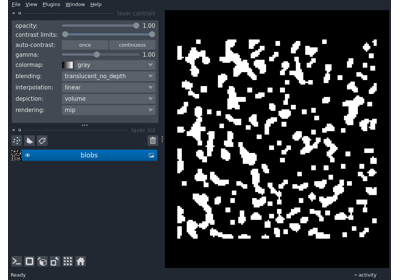 File View Plugins Window Help
layer controls
opacity: 1.00
contrast limits:
auto-contrast: once continuous
gamma: 1.00
colormap: gray
blending: translucent_no_depth
interpolation: linear
depiction: volume
rendering: mip
layer list
blobs
Ready activity